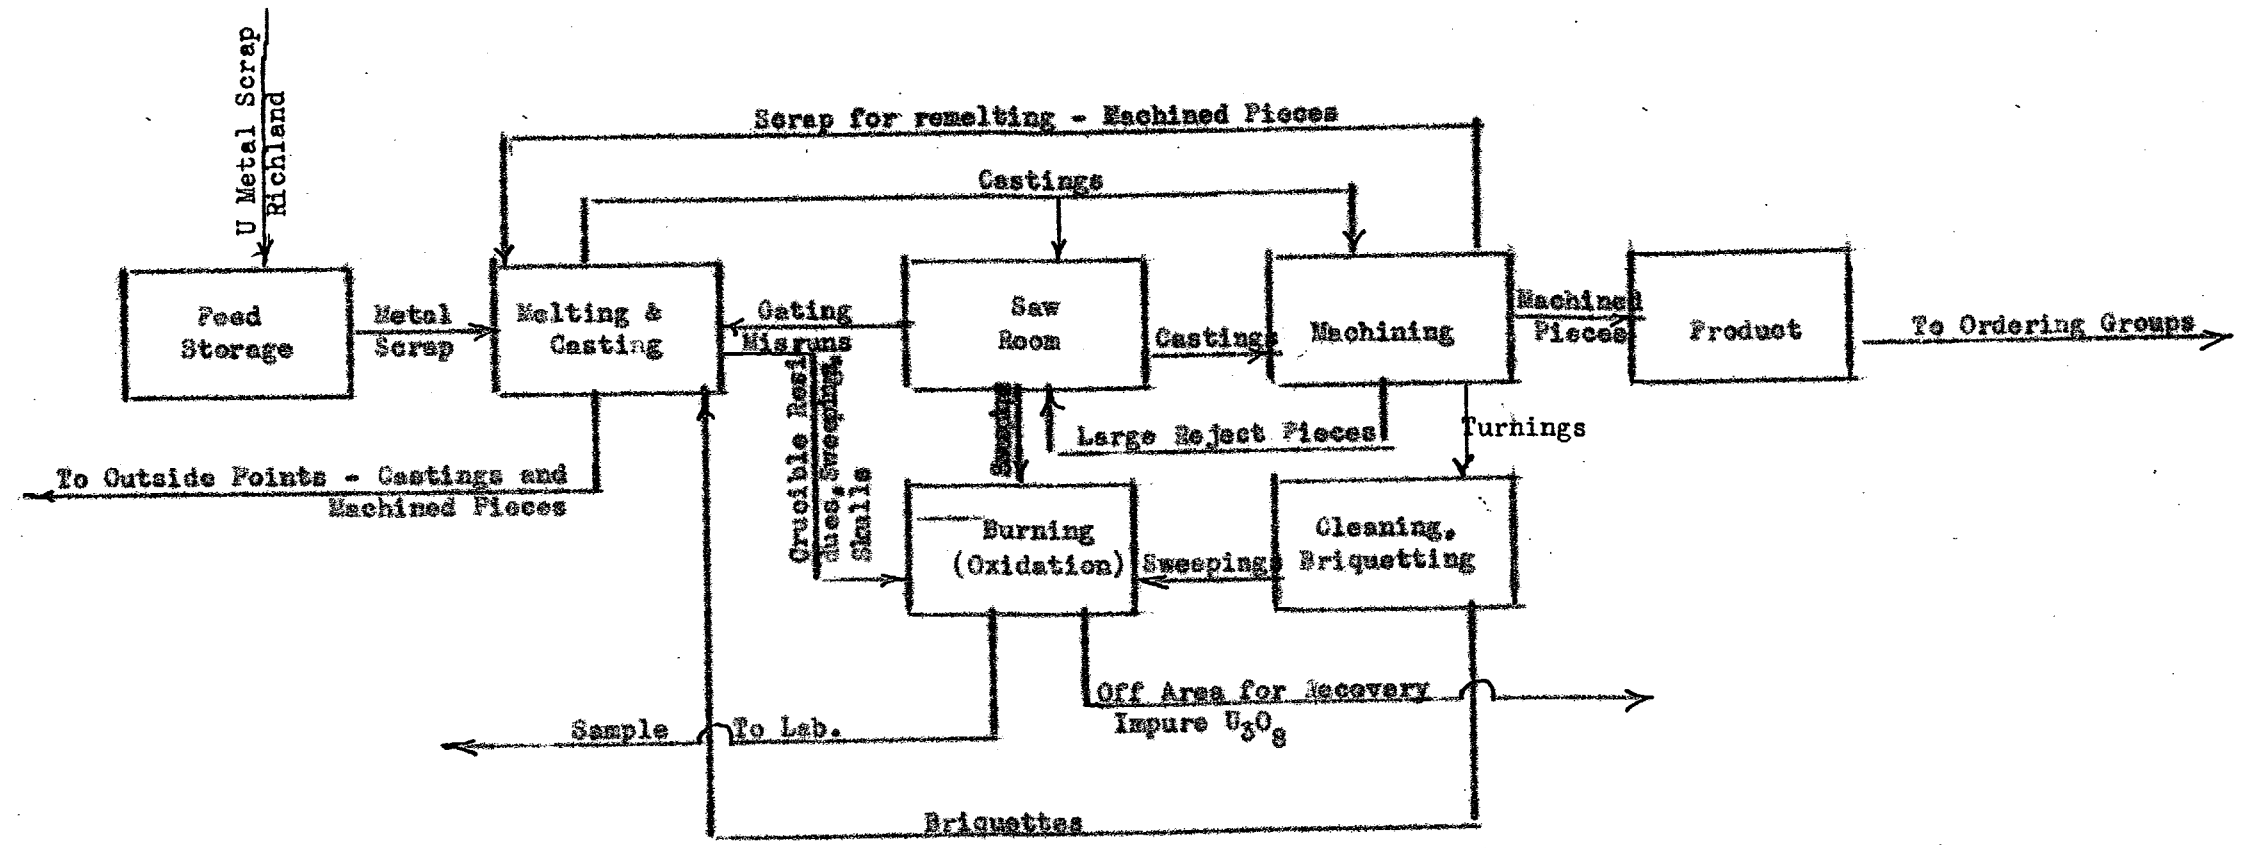 U Metal Scrap
Richland
Scrap for remelting - Machined Pieces
Castings
Feed
Storage
Metal
Scrap
Melting &
Casting
Gating
Misruns
Saw
Room
Castings
Machining
Machined
Pieces
Product
To Ordering Groups
To Outside Points - Castings and
Machined Pieces
Crucible Resi
dues,Sweepings,
Skulls
Large Reject Pieces
Turnings
Burning
(Oxidation)
Sweepings
Cleaning,
Briquetting
Off Area for Recovery
Impure U3O8
Sample To Lab.
Briquettes